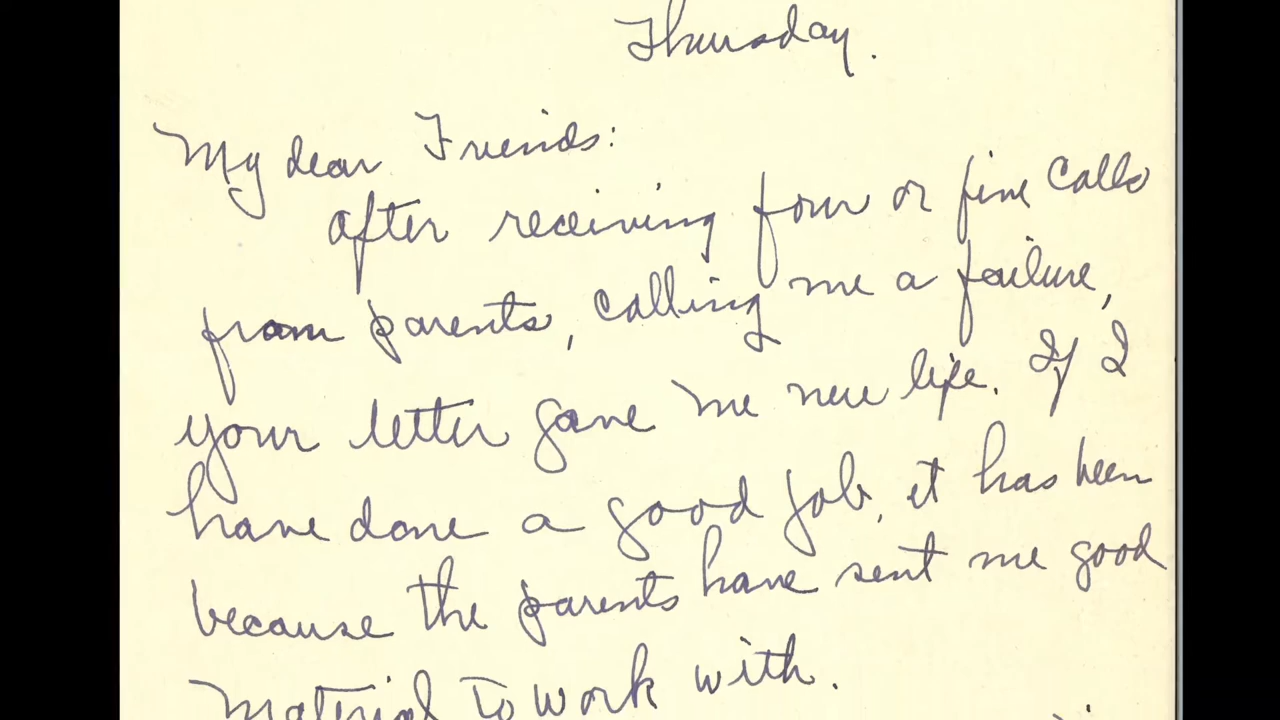 Thursday.
My dear Friends:
After receiving four or five calls
from parents, calling me a failure,
your letter gave me new life. If I
have done a good job, it has been
because the parents have sent me good
material to work with.